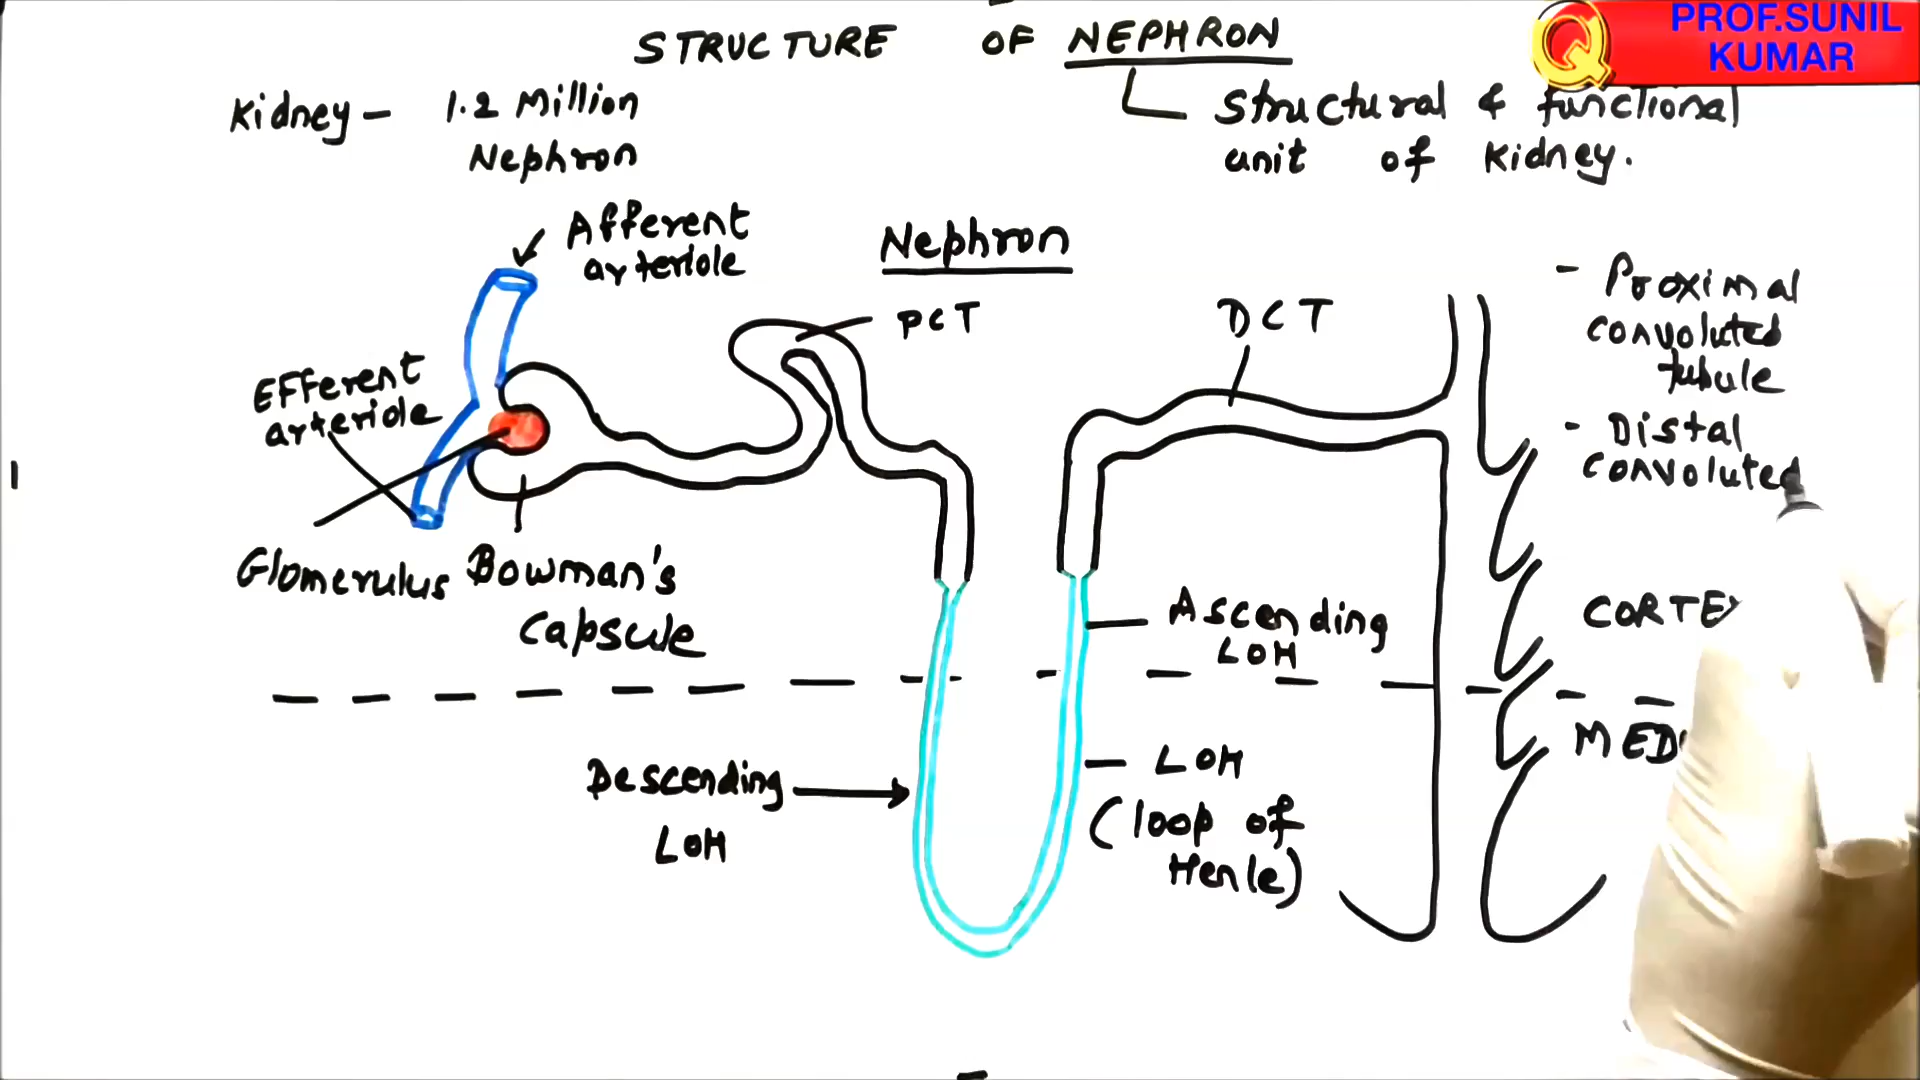 STRUCTURE OF NEPHRON
PROF.SUNIL
KUMAR
Kidney - 1.2 Million
Nephron
Structural & functional
unit of Kidney.
Afferent
arteriole
Nephron
PCT
DCT
- Proximal
convoluted
tubule
- Distal
convoluted
Efferent
arteriole
Glomerulus
Bowman's
Capsule
Ascending
LOH
CORTEX
Descending
LOH
LOH
(loop of
Henle)